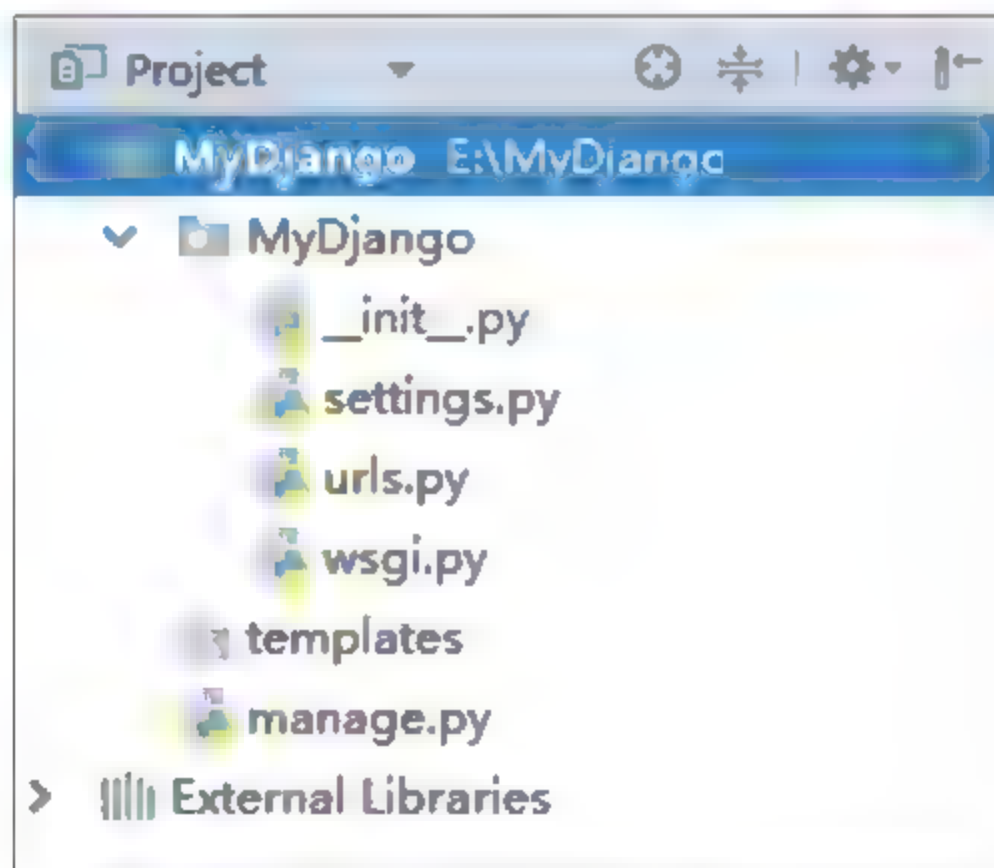 Project
MyDjango E:\MyDjango
MyDjango
__init__.py
settings.py
urls.py
wsgi.py
templates
manage.py
External Libraries